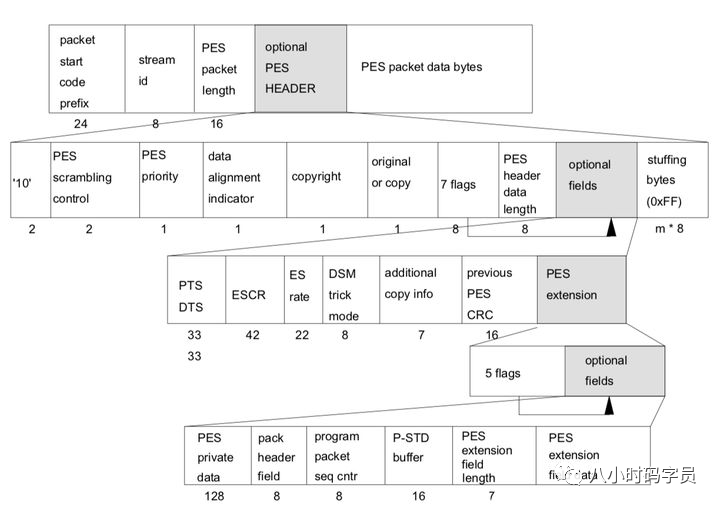 packet
start
code
prefix
stream
id
PES
packet
length
optional
PES
HEADER
PES packet data bytes
24
8
16
'10'
PES
scrambling
control
PES
priority
data
alignment
indicator
copyright
original
or copy
7 flags
PES
header
data
length
optional
fields
stuffing
bytes
(0xFF)
2
2
1
1
1
1
8
8
m * 8
PTS
DTS
ESCR
ES
rate
DSM
trick
mode
additional
copy info
previous
PES
CRC
PES
extension
33
33
42
22
8
7
16
5 flags
optional
fields
PES
private
data
pack
header
field
program
packet
seq cntr
P-STD
buffer
PES
extension
field
length
PES
extension
128
8
8
16
7
八小时码字员